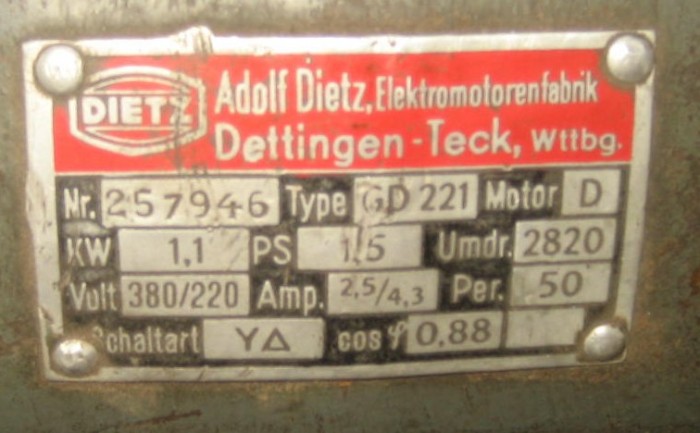 DIETZ
Adolf Dietz, Elektromotorenfabrik
Dettingen-Teck, Wttbg.
Nr. 257946 Type GD 221 Motor D
KW 1,1 PS 1,5 Umdr. 2820
Volt 380/220 Amp. 2,5/4,3 Per. 50
Schaltart Y∆ cos φ 0,88